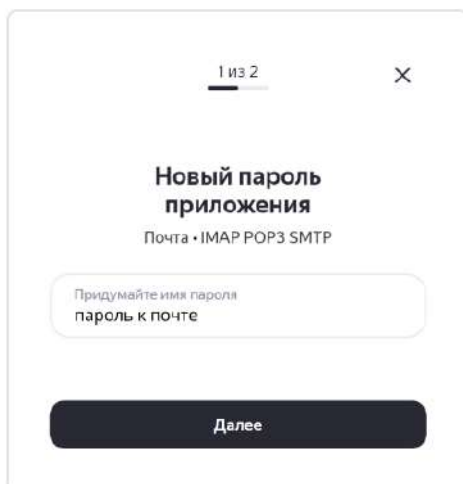 1 из 2
Новый пароль
приложения
Почта • IMAP POP3 SMTP
Придумайте имя пароля
пароль к почте
Далее